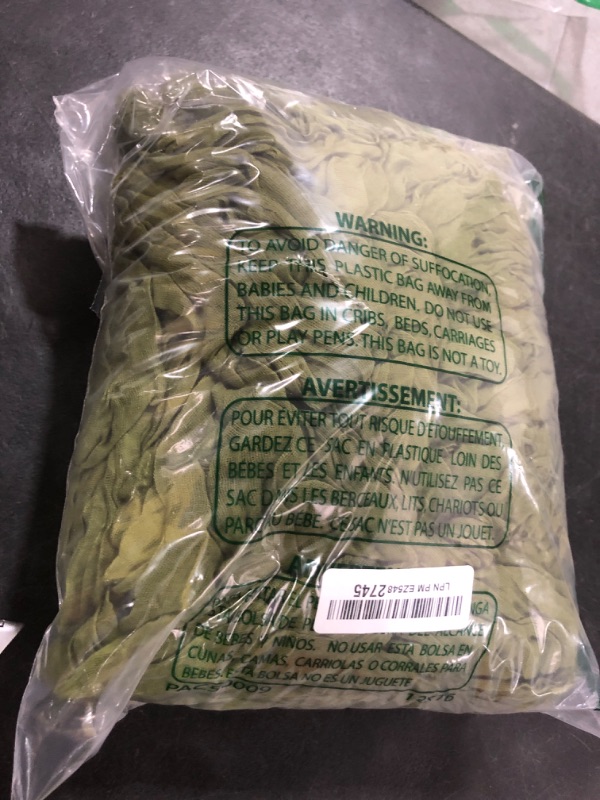 WARNING:
TO AVOID DANGER OF SUFFOCATION,
KEEP THIS PLASTIC BAG AWAY FROM
BABIES AND CHILDREN. DO NOT USE
THIS BAG IN CRIBS, BEDS, CARRIAGES
OR PLAY PENS. THIS BAG IS NOT A TOY.
AVERTISSEMENT:
POUR ÉVITER TOUT RISQUE D'ÉTOUFFEMENT,
GARDEZ CE SAC EN PLASTIQUE LOIN DES
BÉBÉS ET LES ENFANTS. N'UTILISEZ PAS CE
SAC DANS LES BERCEAUX, LITS, CHARIOTS OU
PARC BÉBÉ. CE SAC N'EST PAS UN JOUET.
LPN PM EZ548 2745
DEL ALCANCE
DE BEBES Y NIÑOS. NO USAR ESTA BOLSA EN
CUNAS, CAMAS, CARRIOLAS O CORRALES PARA
BEBES. ESTA BOLSA NO ES UN JUGUETE